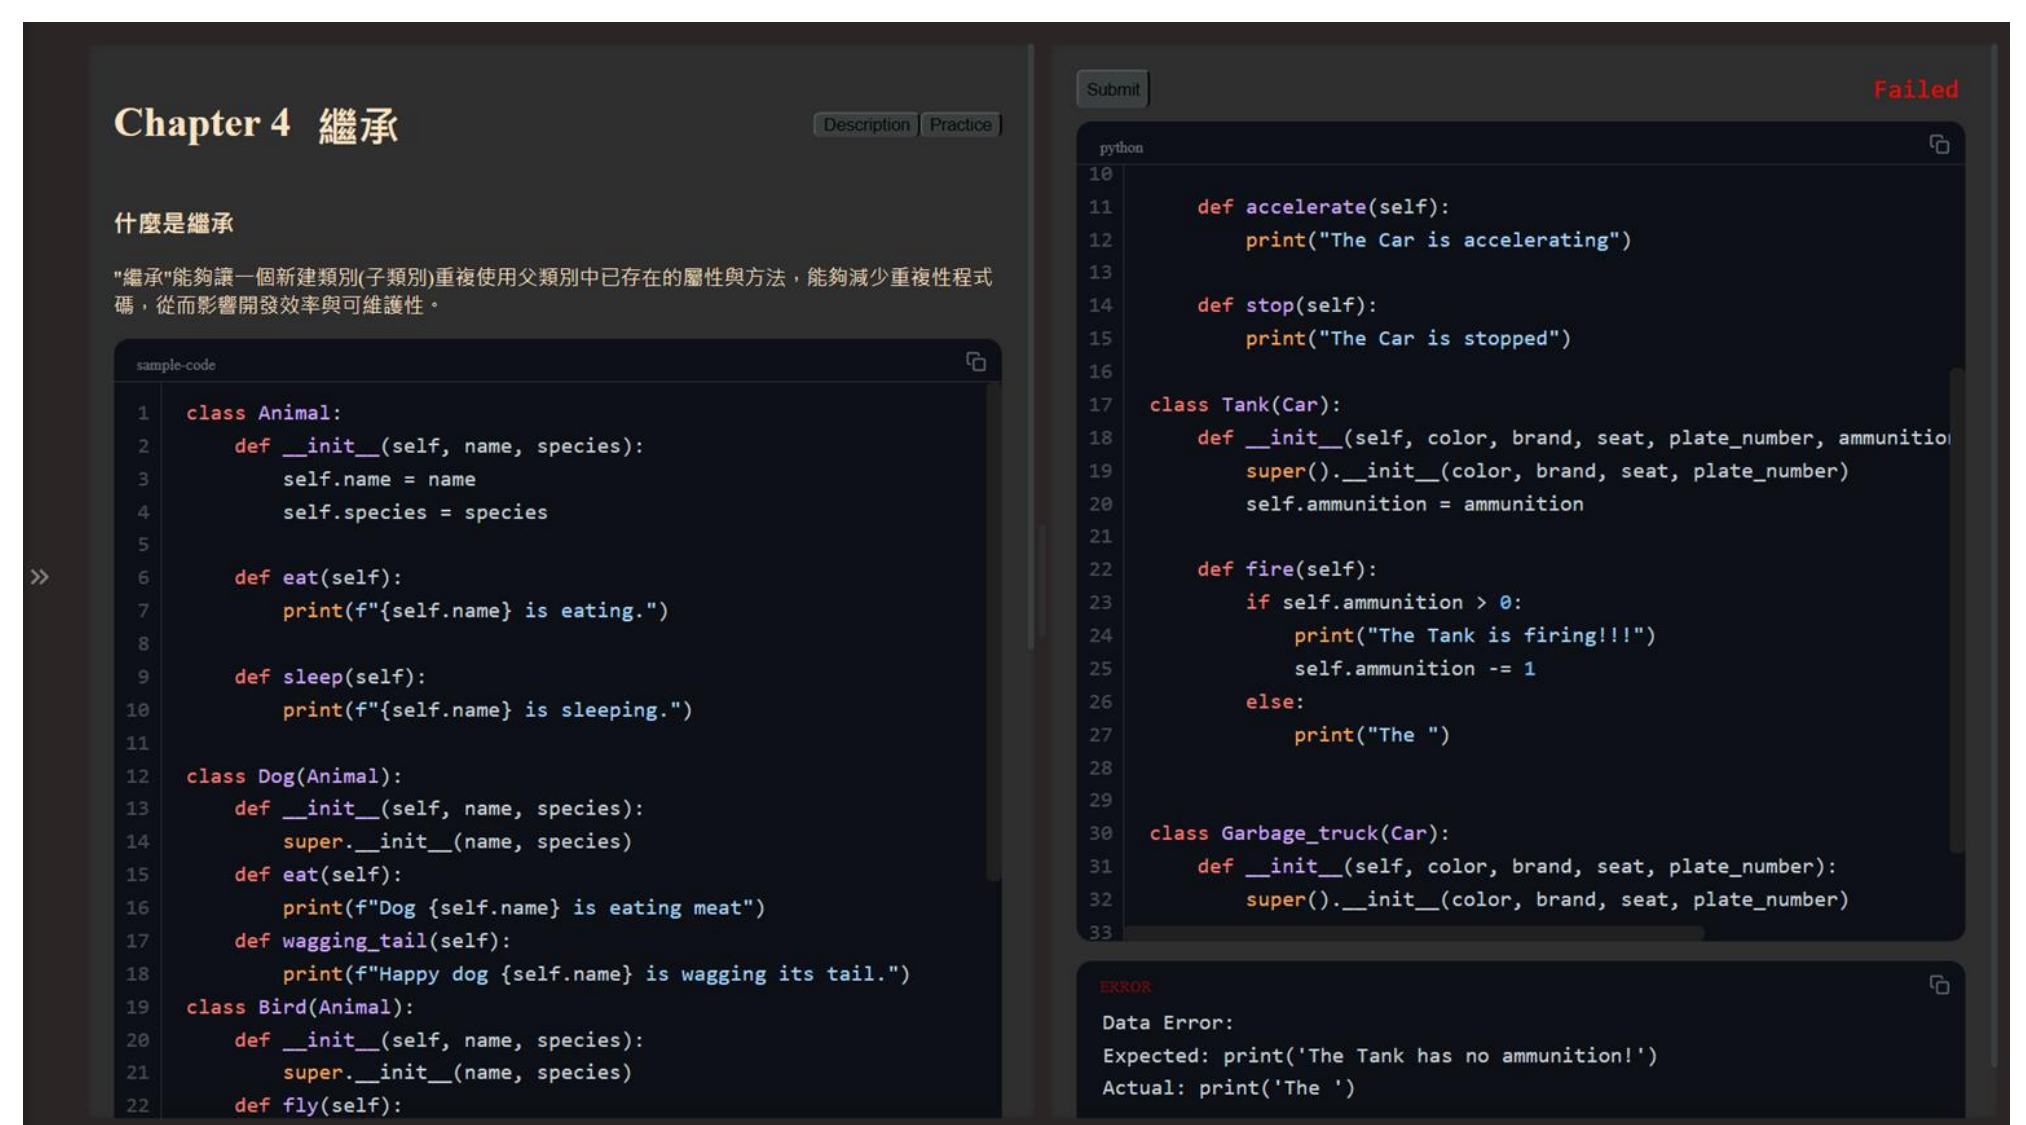 Chapter 4 繼承
Description
Practice
什麼是繼承
"繼承"能夠讓一個新建類別(子類別)重複使用父類別中已存在的屬性與方法，能夠減少重複性程式
碼，從而影響開發效率與可維護性。
sample-code
1 class Animal:
2     def __init__(self, name, species):
3         self.name = name
4         self.species = species
5
6     def eat(self):
7         print(f"{self.name} is eating.")
8
9     def sleep(self):
10         print(f"{self.name} is sleeping.")
11
12 class Dog(Animal):
13     def __init__(self, name, species):
14         super.__init__(name, species)
15     def eat(self):
16         print(f"Dog {self.name} is eating meat")
17     def wagging_tail(self):
18         print(f"Happy dog {self.name} is wagging its tail.")
19 class Bird(Animal):
20     def __init__(self, name, species):
21         super.__init__(name, species)
22     def fly(self):
Submit
Failed
python
10
11     def accelerate(self):
12         print("The Car is accelerating")
13
14     def stop(self):
15         print("The Car is stopped")
16
17 class Tank(Car):
18     def __init__(self, color, brand, seat, plate_number, ammunitio
19         super().__init__(color, brand, seat, plate_number)
20         self.ammunition = ammunition
21
22     def fire(self):
23         if self.ammunition > 0:
24             print("The Tank is firing!!!")
25             self.ammunition -= 1
26         else:
27             print("The ")
28
29
30 class Garbage_truck(Car):
31     def __init__(self, color, brand, seat, plate_number):
32         super().__init__(color, brand, seat, plate_number)
33
ERROR
Data Error:
Expected: print('The Tank has no ammunition!')
Actual: print('The ')